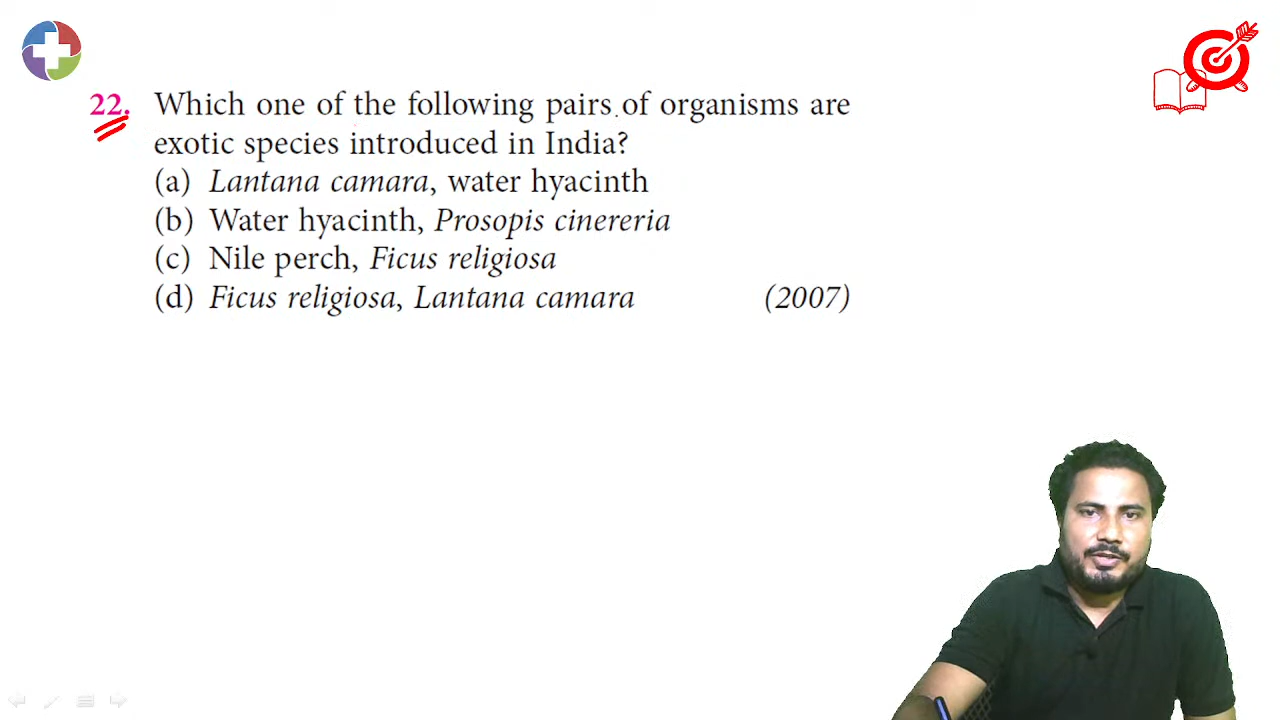 22. Which one of the following pairs of organisms are
exotic species introduced in India?
(a) Lantana camara, water hyacinth
(b) Water hyacinth, Prosopis cinereria
(c) Nile perch, Ficus religiosa
(d) Ficus religiosa, Lantana camara (2007)